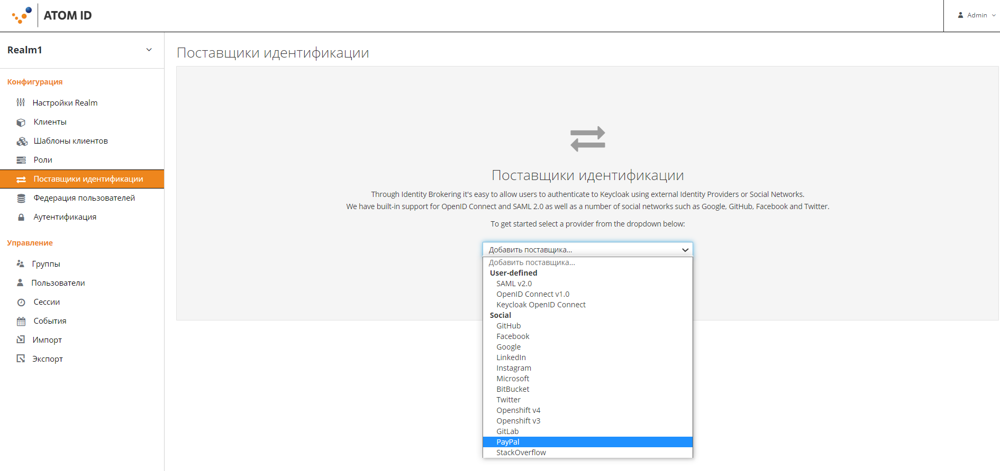 ATOM ID
Admin
Realm1
Конфигурация
Настройки Realm
Клиенты
Шаблоны клиентов
Роли
Поставщики идентификации
Федерация пользователей
Аутентификация
Управление
Группы
Пользователи
Сессии
События
Импорт
Экспорт
Поставщики идентификации
Поставщики идентификации
Through Identity Brokering it's easy to allow users to authenticate to Keycloak using external Identity Providers or Social Networks.
We have built-in support for OpenID Connect and SAML 2.0 as well as a number of social networks such as Google, GitHub, Facebook and Twitter.
To get started select a provider from the dropdown below:
Добавить поставщика...
Добавить поставщика...
User-defined
SAML v2.0
OpenID Connect v1.0
Keycloak OpenID Connect
Social
GitHub
Facebook
Google
LinkedIn
Instagram
Microsoft
BitBucket
Twitter
Openshift v4
Openshift v3
GitLab
PayPal
StackOverflow